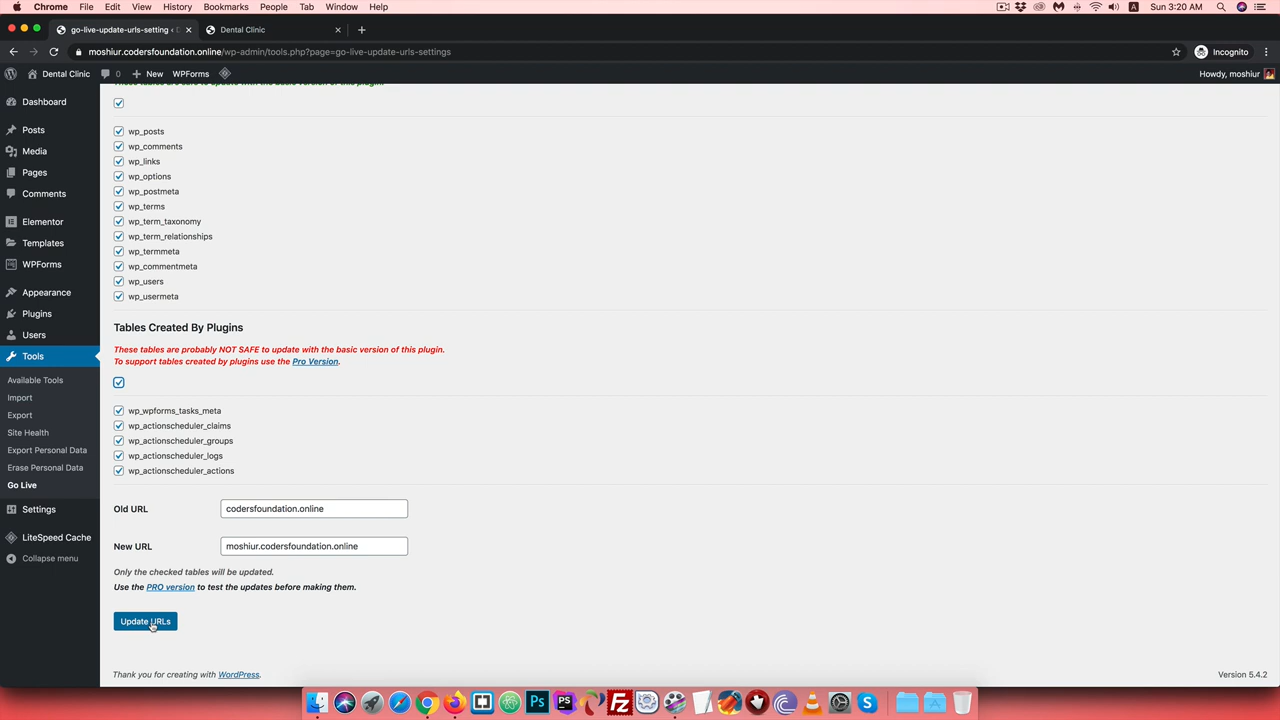 Chrome File Edit View History Bookmarks People Tab Window Help Sun 3:20 AM
go-live-update-urls-setting ‹ Dental Clinic
moshiur.codersfoundation.online/wp-admin/tools.php?page=go-live-update-urls-settings Incognito
Dental Clinic 0 New WPForms Howdy, moshiur
Dashboard
Posts
Media
Pages
Comments
Elementor
Templates
WPForms
Appearance
Plugins
Users
Tools
Available Tools
Import
Export
Site Health
Export Personal Data
Erase Personal Data
Go Live
Settings
LiteSpeed Cache
Collapse menu
wp_posts
wp_comments
wp_links
wp_options
wp_postmeta
wp_terms
wp_term_taxonomy
wp_term_relationships
wp_termmeta
wp_commentmeta
wp_users
wp_usermeta
Tables Created By Plugins
These tables are probably NOT SAFE to update with the basic version of this plugin.
To support tables created by plugins use the Pro Version.
wp_wpforms_tasks_meta
wp_actionscheduler_claims
wp_actionscheduler_groups
wp_actionscheduler_logs
wp_actionscheduler_actions
Old URL codersfoundation.online
New URL moshiur.codersfoundation.online
Only the checked tables will be updated.
Use the PRO version to test the updates before making them.
Update URLs
Thank you for creating with WordPress. Version 5.4.2